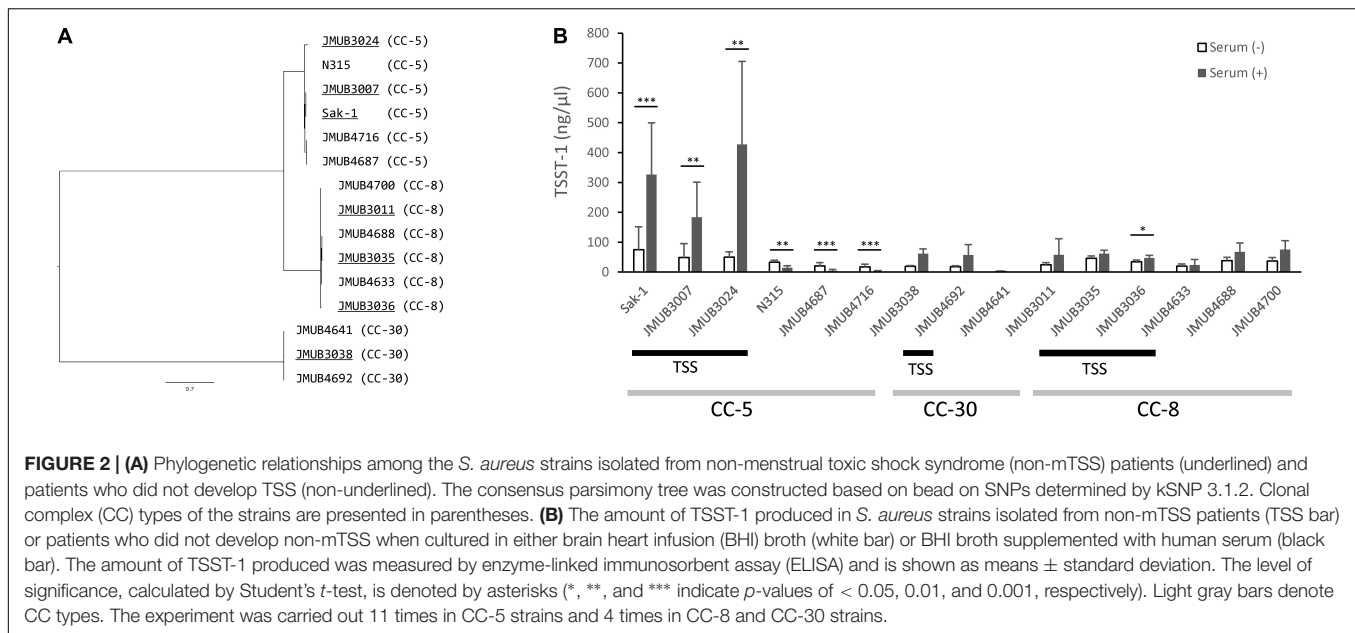 A
JMUB3024 (CC-5)
N315 (CC-5)
JMUB3007 (CC-5)
Sak-1 (CC-5)
JMUB4716 (CC-5)
JMUB4687 (CC-5)
JMUB4700 (CC-8)
JMUB3011 (CC-8)
JMUB4688 (CC-8)
JMUB3035 (CC-8)
JMUB4633 (CC-8)
JMUB3036 (CC-8)
JMUB4641 (CC-30)
JMUB3038 (CC-30)
JMUB4692 (CC-30)
0.7
B
TSST-1 (ng/µl)
800
700
600
500
400
300
200
100
0
Serum (-)
Serum (+)
***
**
**
**
***
***
*
Sak-1
JMUB3007
JMUB3024
N315
JMUB4687
JMUB4716
JMUB3038
JMUB4692
JMUB4641
JMUB3011
JMUB3035
JMUB3036
JMUB4633
JMUB4688
JMUB4700
TSS
TSS
TSS
CC-5
CC-30
CC-8
FIGURE 2 | (A) Phylogenetic relationships among the S. aureus strains isolated from non-menstrual toxic shock syndrome (non-mTSS) patients (underlined) and
patients who did not develop TSS (non-underlined). The consensus parsimony tree was constructed based on bead on SNPs determined by kSNP 3.1.2. Clonal
complex (CC) types of the strains are presented in parentheses. (B) The amount of TSST-1 produced in S. aureus strains isolated from non-mTSS patients (TSS bar)
or patients who did not develop non-mTSS when cultured in either brain heart infusion (BHI) broth (white bar) or BHI broth supplemented with human serum (black
bar). The amount of TSST-1 produced was measured by enzyme-linked immunosorbent assay (ELISA) and is shown as means ± standard deviation. The level of
significance, calculated by Student's t-test, is denoted by asterisks (*, **, and *** indicate p-values of < 0.05, 0.01, and 0.001, respectively). Light gray bars denote
CC types. The experiment was carried out 11 times in CC-5 strains and 4 times in CC-8 and CC-30 strains.